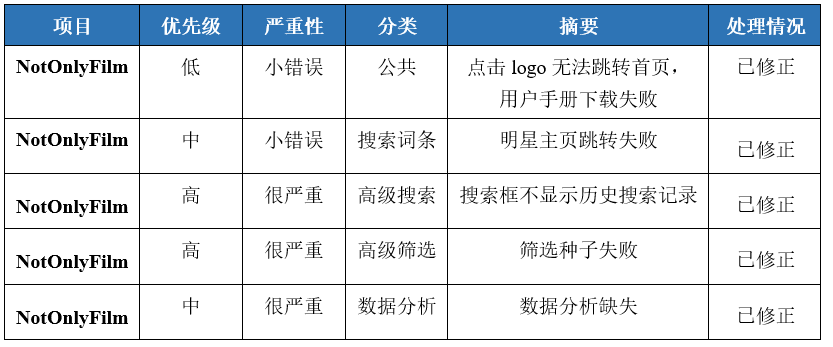 项目 优先级 严重性 分类 摘要 处理情况
NotOnlyFilm 低 小错误 公共 点击 logo 无法跳转首页， 已修正
用户手册下载失败
NotOnlyFilm 中 小错误 搜索词条 明星主页跳转失败 已修正
NotOnlyFilm 高 很严重 高级搜索 搜索框不显示历史搜索记录 已修正
NotOnlyFilm 高 很严重 高级筛选 筛选种子失败 已修正
NotOnlyFilm 中 很严重 数据分析 数据分析缺失 已修正